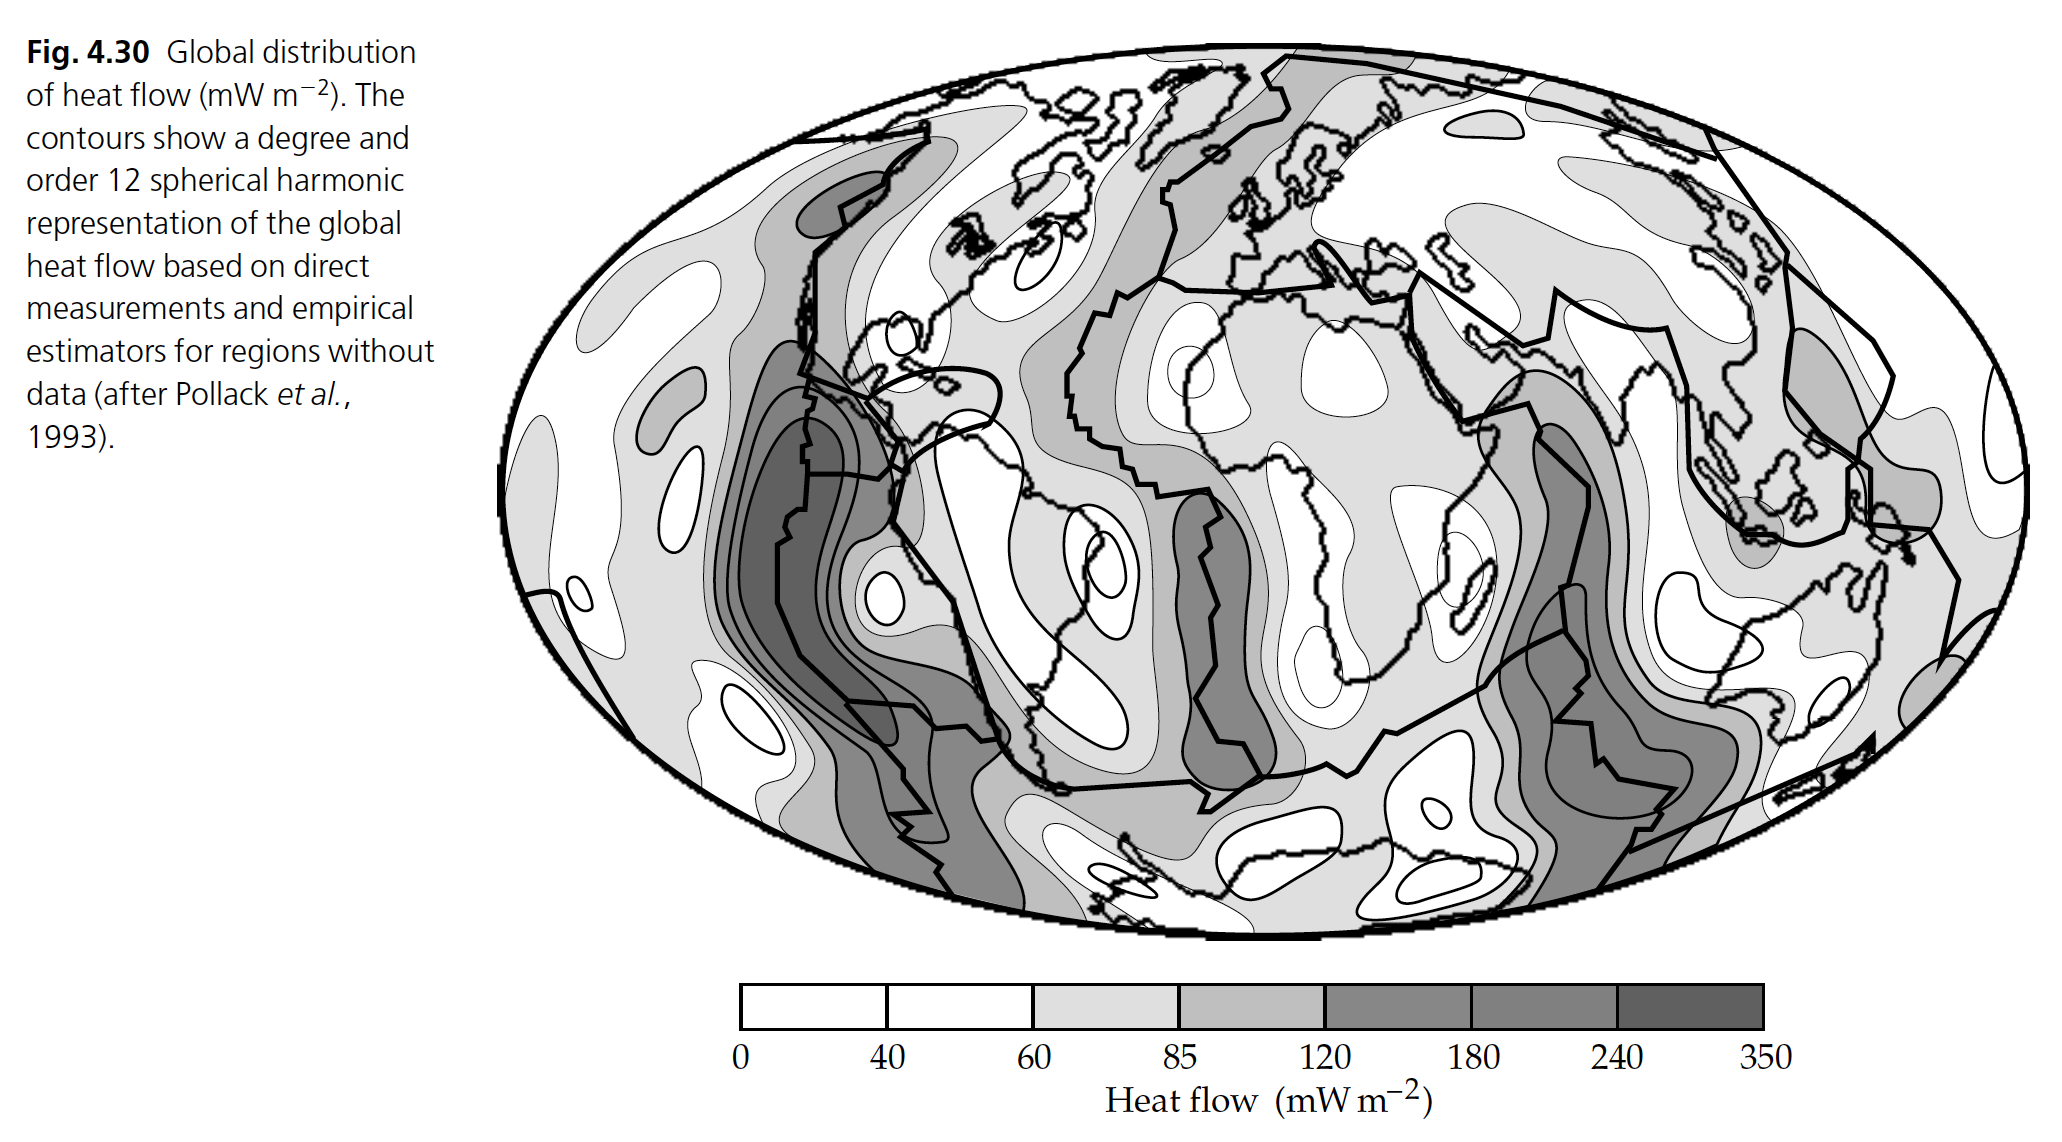 Fig. 4.30 Global distribution
of heat flow (mW m−2). The
contours show a degree and
order 12 spherical harmonic
representation of the global
heat flow based on direct
measurements and empirical
estimators for regions without
data (after Pollack et al.,
1993).
0 40 60 85 120 180 240 350
Heat flow (mW m−2)